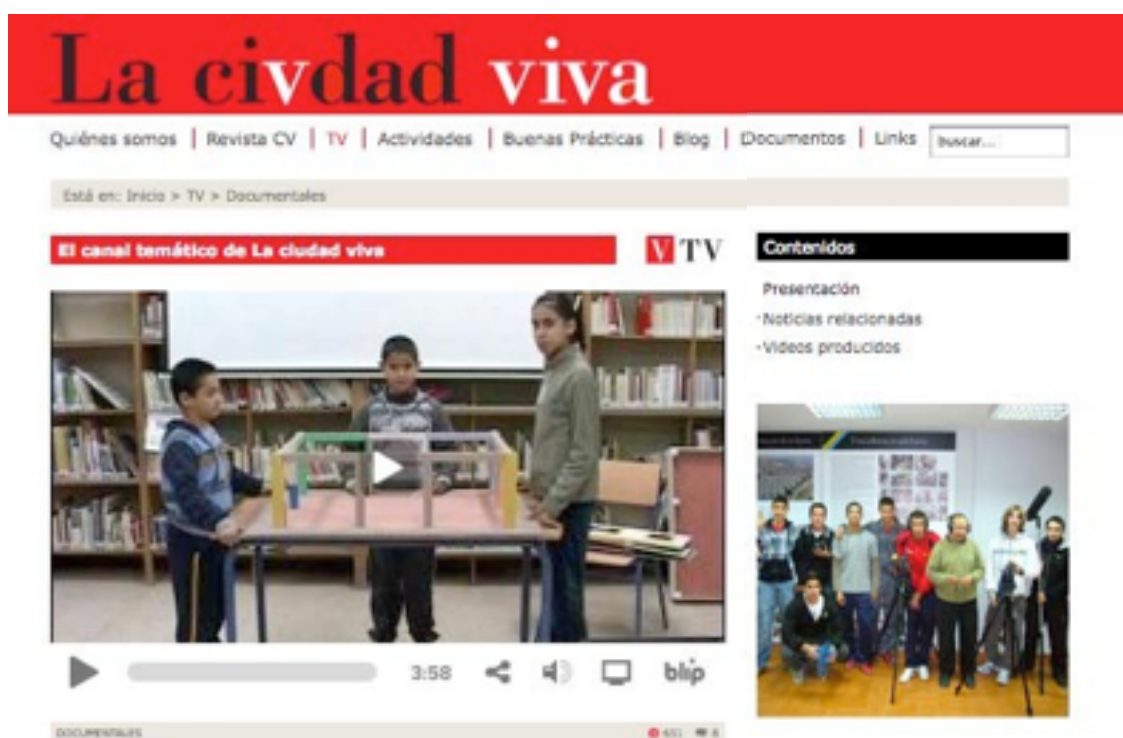 La civdad viva
Quiénes somos | Revista CV | TV | Actividades | Buenas Prácticas | Blog | Documentos | Links buscar...
Está en: Inicio > TV > Documentales
El canal temático de La ciudad viva
V TV
Contenidos
Presentación
Noticias relacionadas
Videos producidos
3:58
blip
DOCUMENTALES